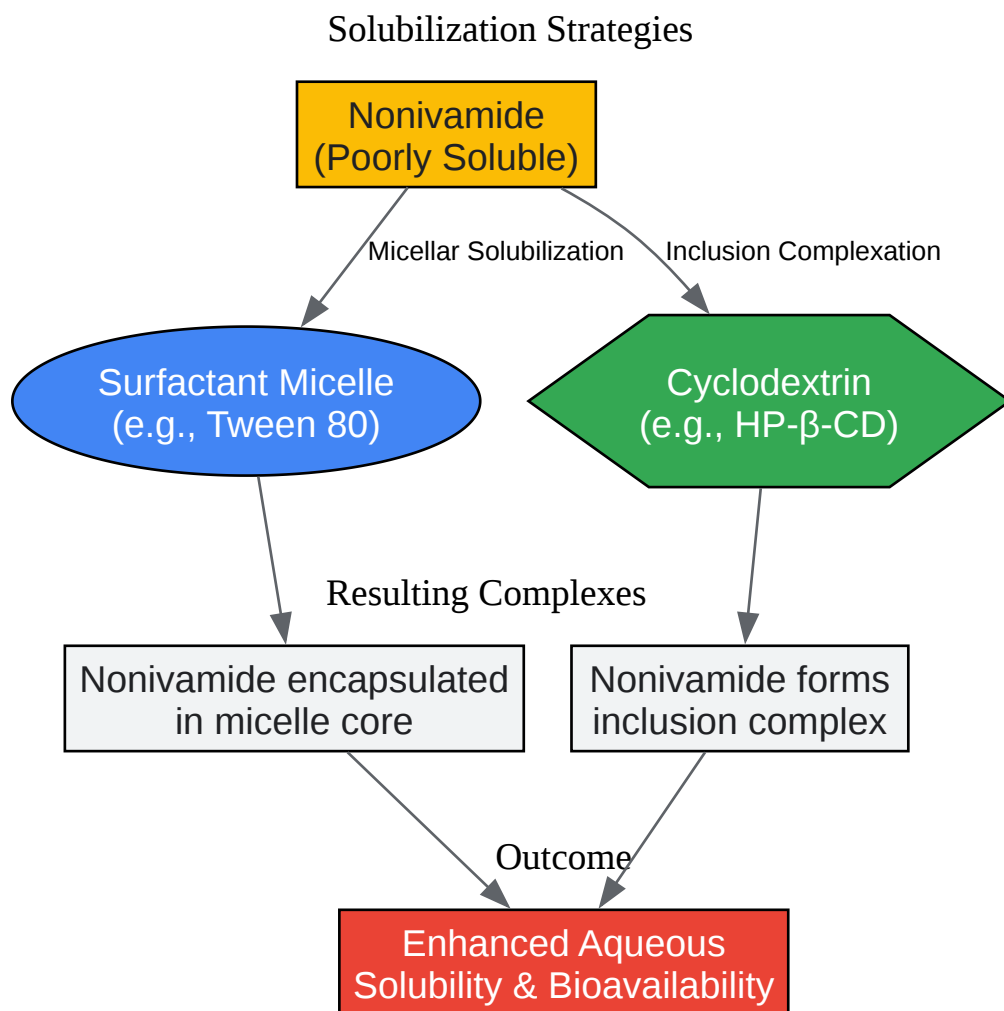 Solubilization Strategies
Nonivamide
(Poorly Soluble)
Micellar Solubilization
Inclusion Complexation
Surfactant Micelle
(e.g., Tween 80)
Cyclodextrin
(e.g., HP-β-CD)
Resulting Complexes
Nonivamide encapsulated
in micelle core
Nonivamide forms
inclusion complex
Outcome
Enhanced Aqueous
Solubility & Bioavailability